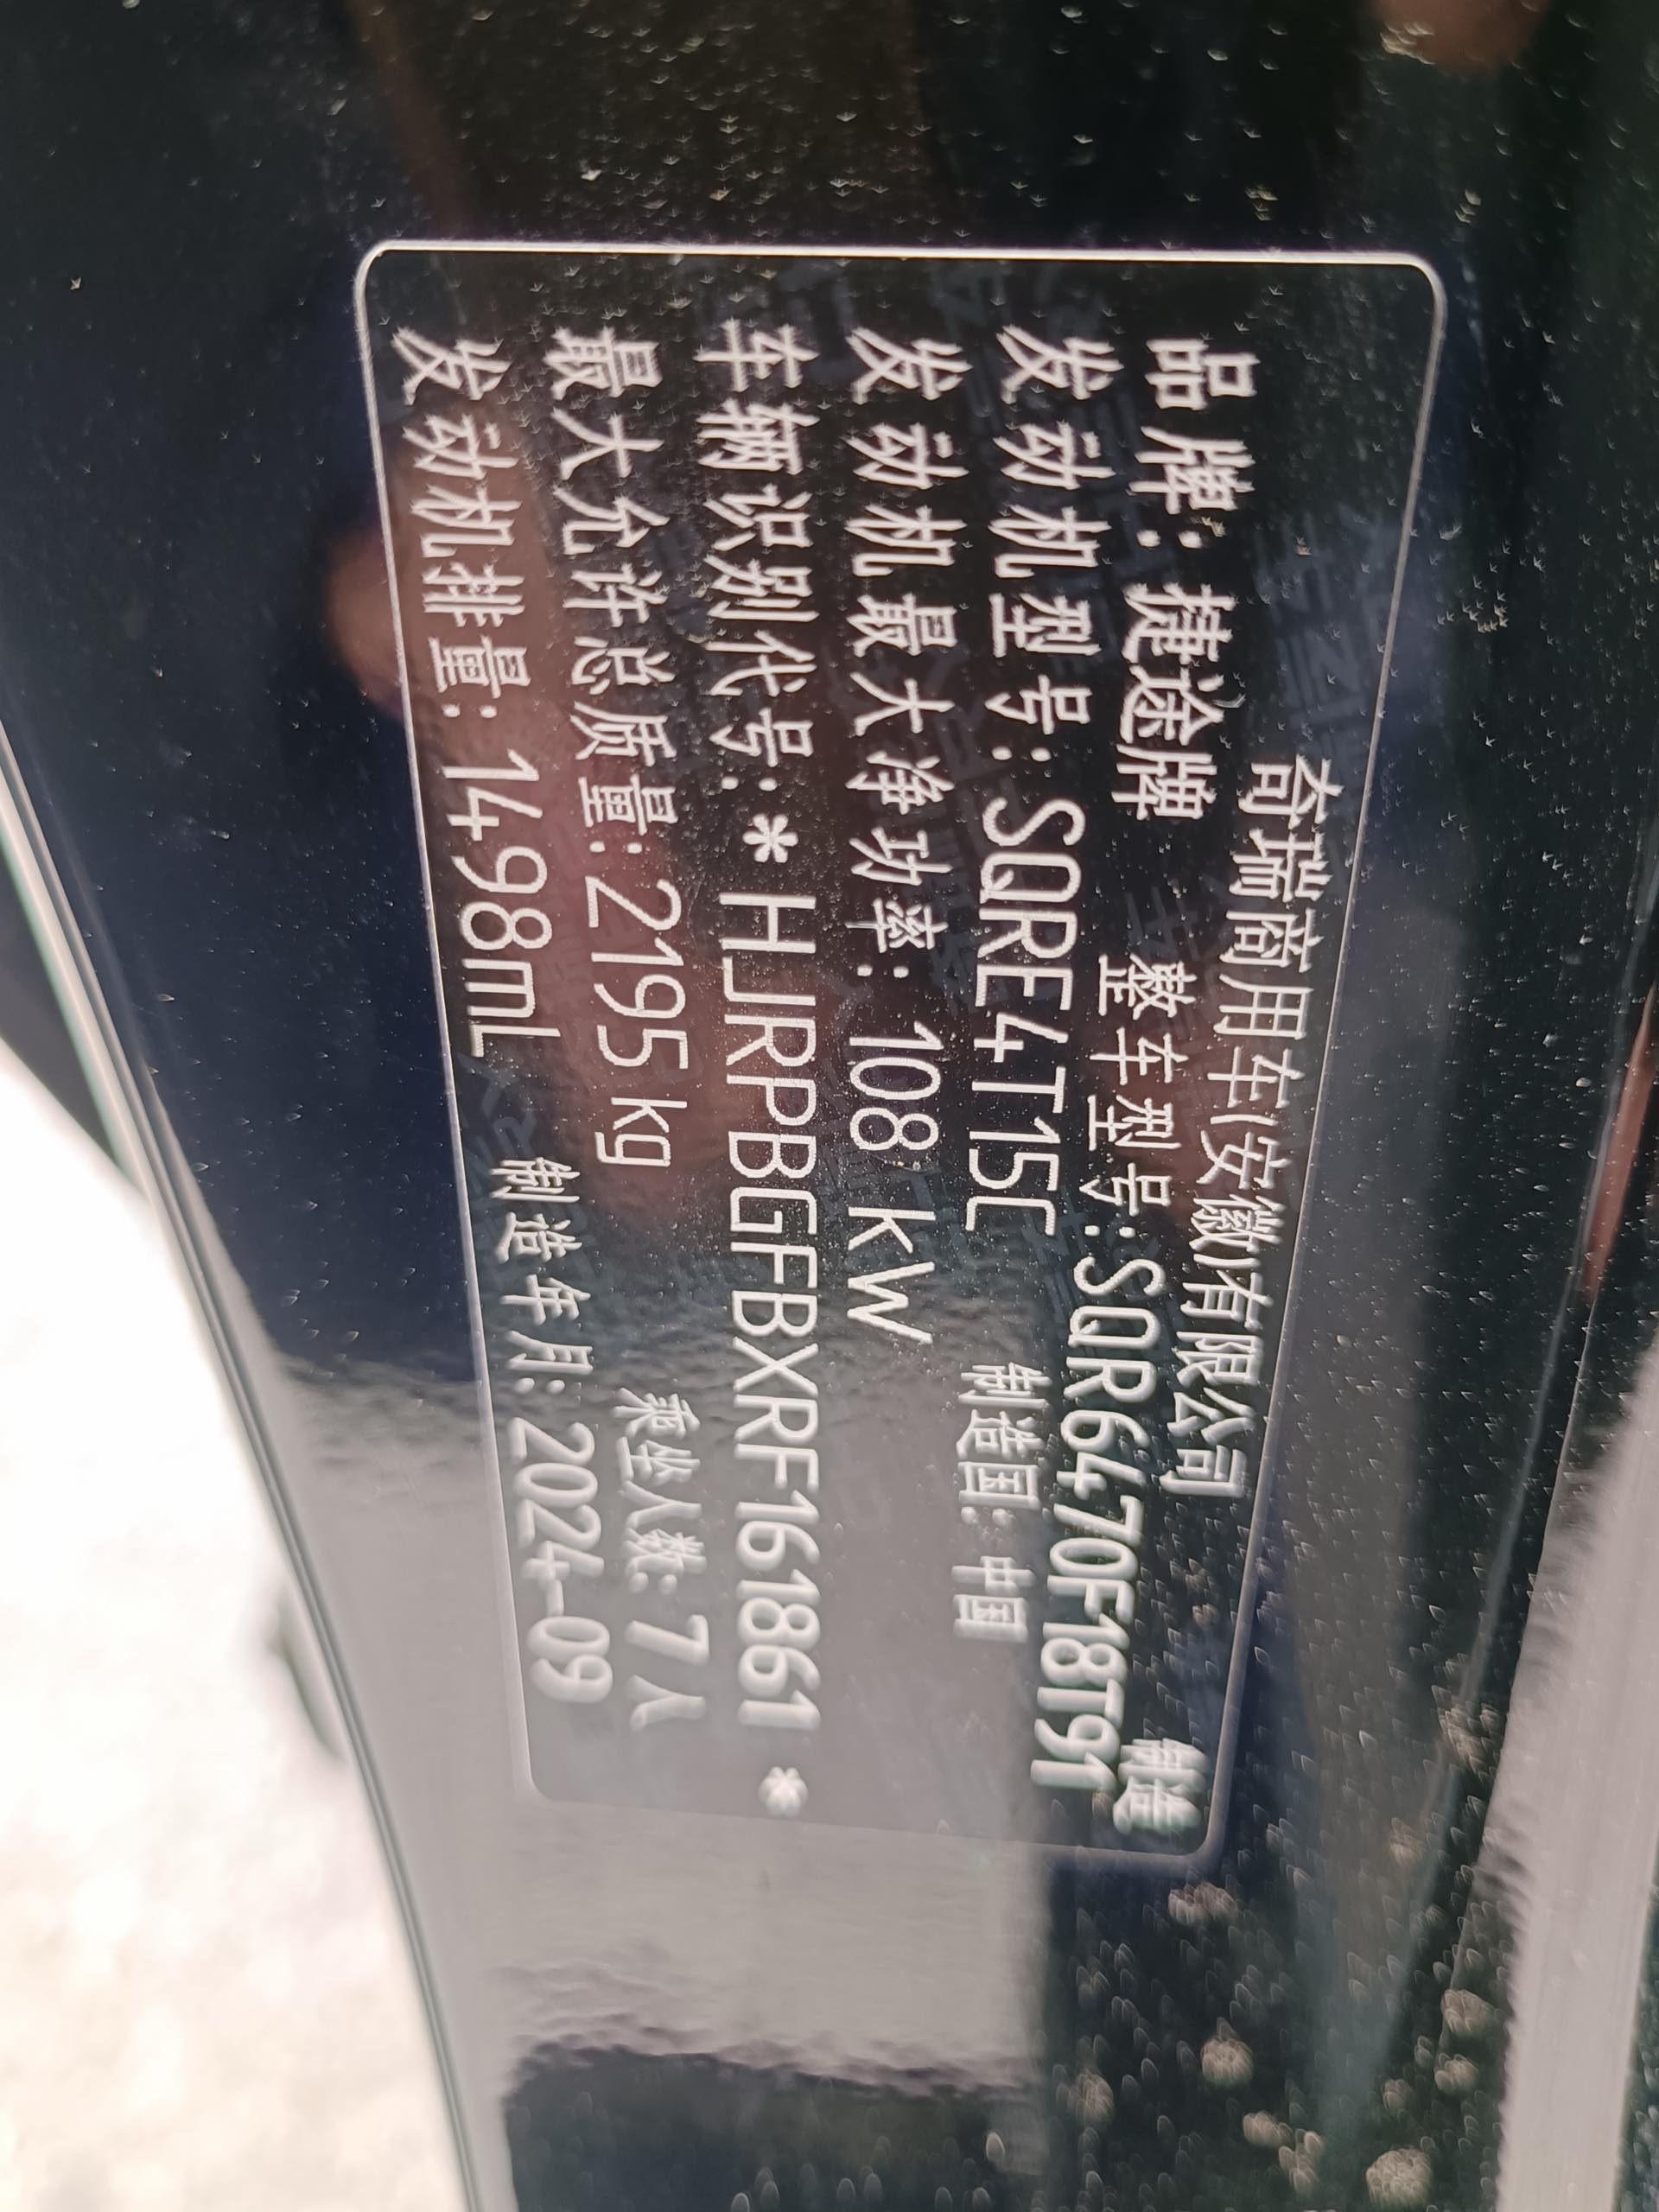 奇瑞商用车(安徽)有限公司 制造
品牌：捷途牌 整车型号：SQR6470F18T91
发动机型号：SQRE4T15C
发动机最大净功率：108 kW 制造国：中国
车辆识别代号：*HJRPBGFBXRF161861*
最大允许总质量：2195 kg 乘坐人数：7人
发动机排量：1498mL 制造年月：2024-09